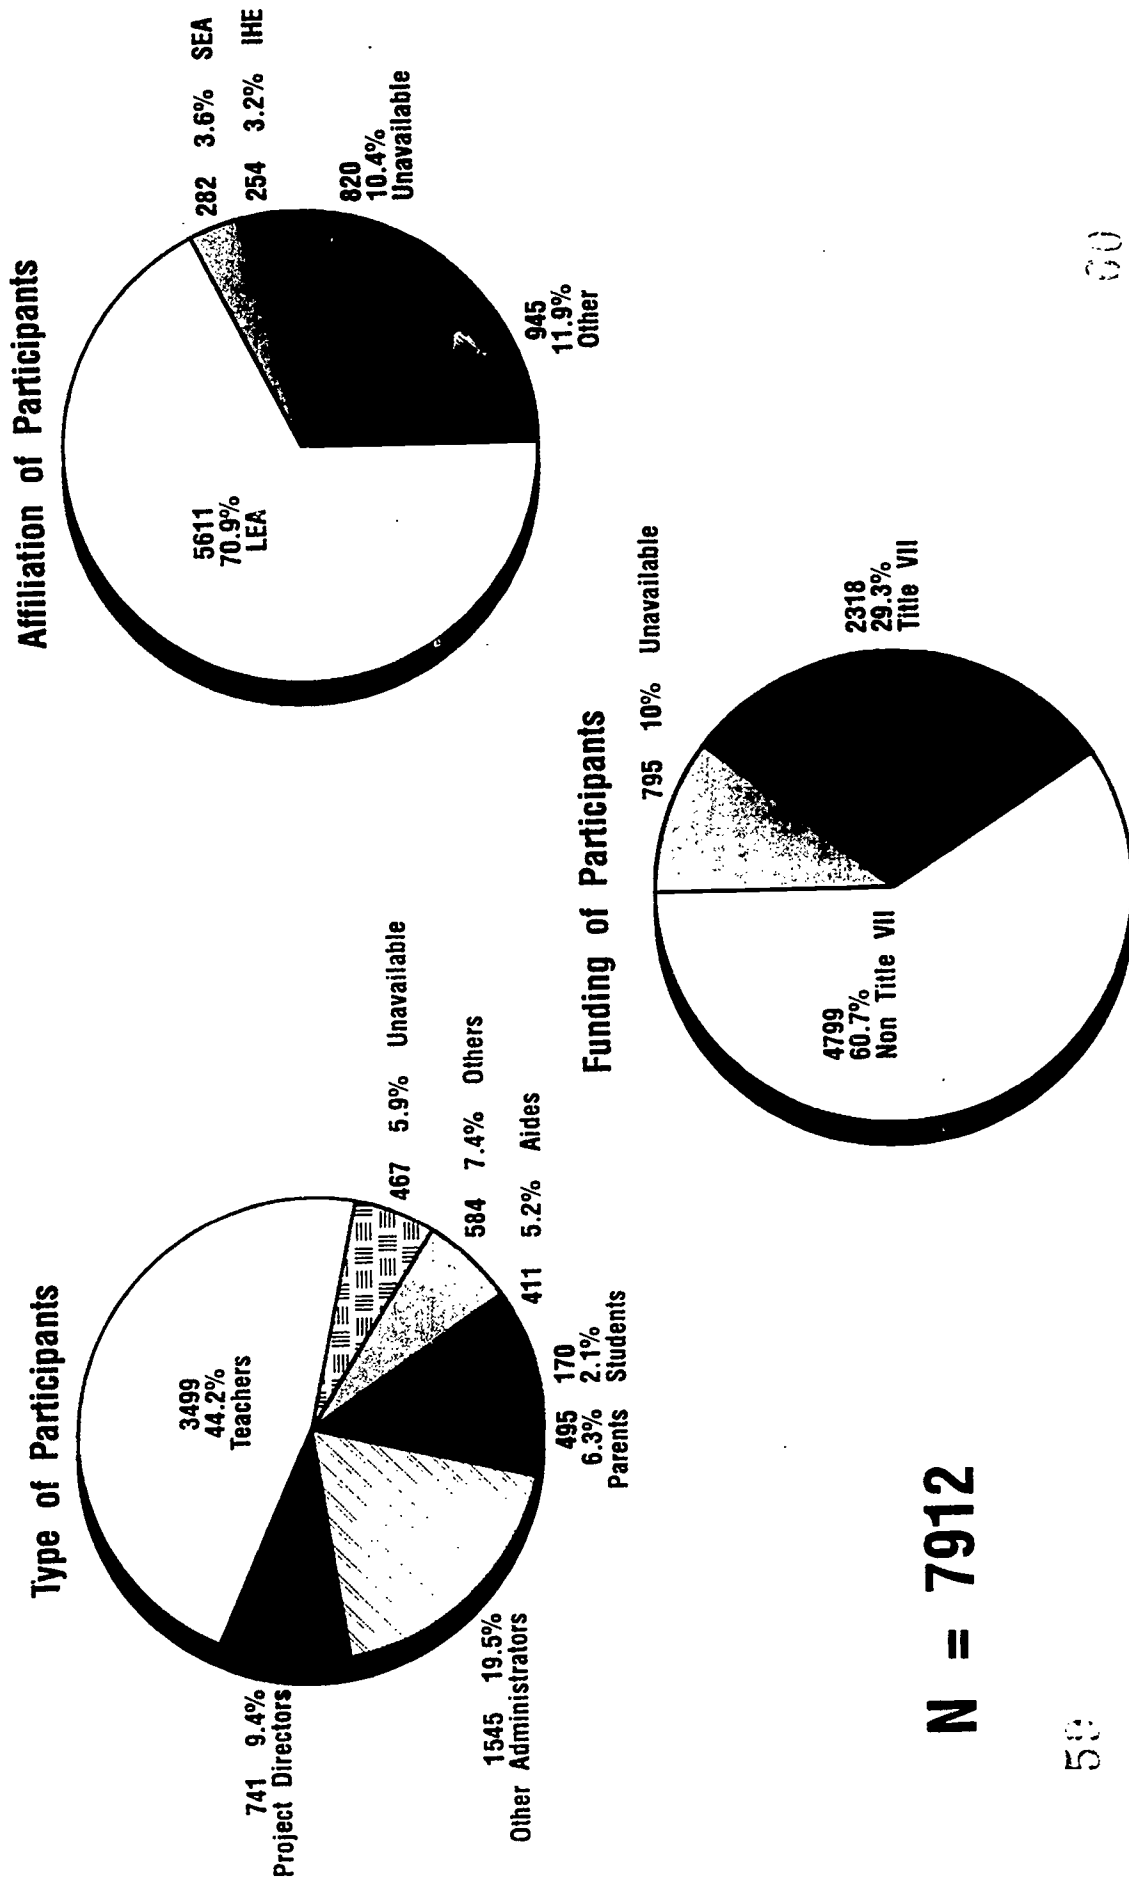 Type of Participants
3499
44.2%
Teachers
467 5.9% Unavailable
584 7.4% Others
411 5.2% Aides
170
2.1%
Students
495
6.3%
Parents
1545 19.5%
Other Administrators
741 9.4%
Project Directors
Affiliation of Participants
5611
70.9%
LEA
282 3.6% SEA
254 3.2% IHE
820
10.4%
Unavailable
945
11.9%
Other
Funding of Participants
795 10% Unavailable
2318
29.3%
Title VII
4799
60.7%
Non Title VII
N = 7912